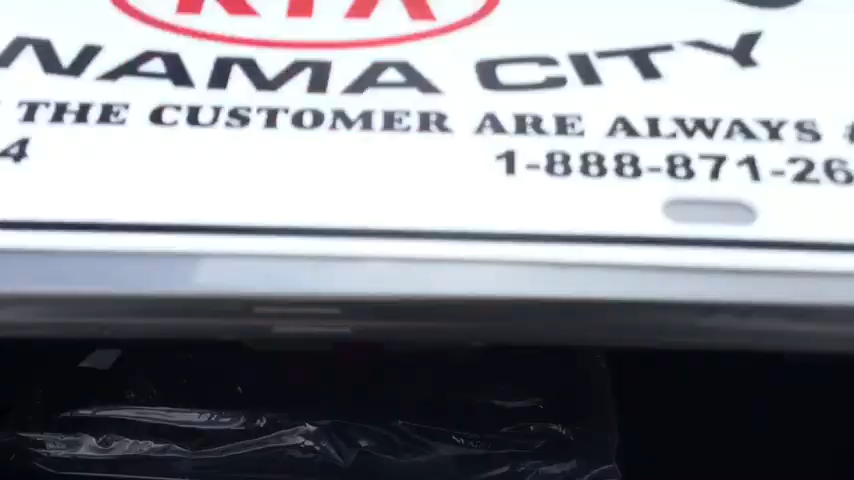 KIA
NAMA CITY
THE CUSTOMER ARE ALWAYS #
4 1-888-871-26